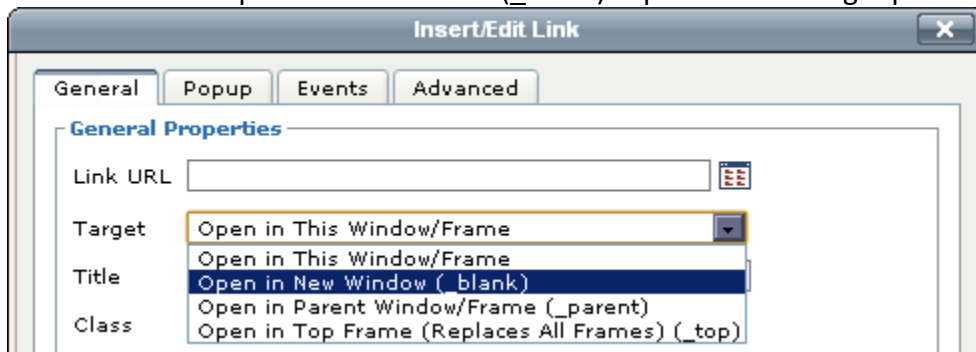 Insert/Edit Link
General Popup Events Advanced
General Properties
Link URL
Target Open in This Window/Frame
Open in This Window/Frame
Title Open in New Window (_blank)
Open in Parent Window/Frame (_parent)
Class Open in Top Frame (Replaces All Frames) (_top)